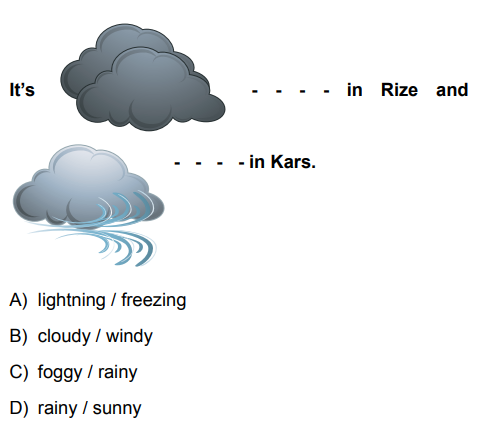 It's - - - - in Rize and
- - - - in Kars.
A) lightning / freezing
B) cloudy / windy
C) foggy / rainy
D) rainy / sunny